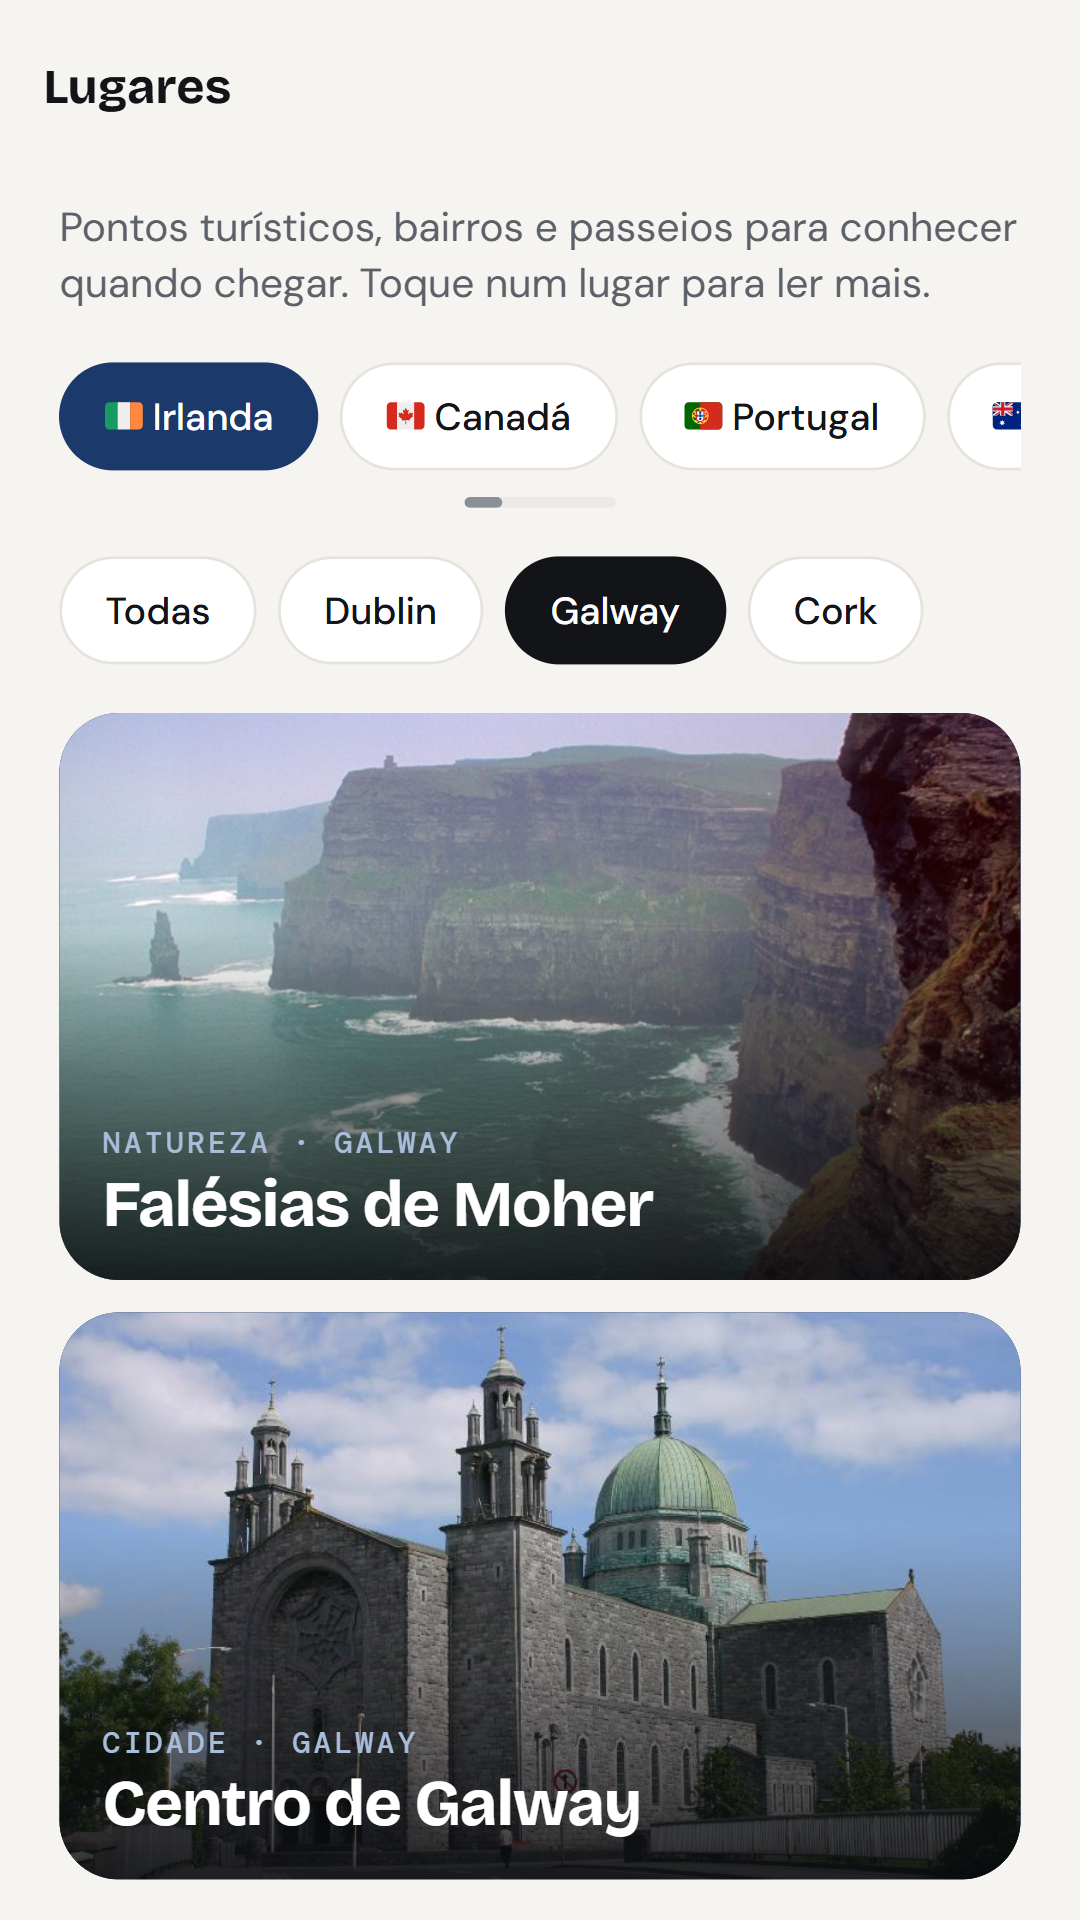 Lugares
Pontos turísticos, bairros e passeios para conhecer
quando chegar. Toque num lugar para ler mais.
Irlanda
Canadá
Portugal
Todas
Dublin
Galway
Cork
NATUREZA · GALWAY
Falésias de Moher
CIDADE · GALWAY
Centro de Galway